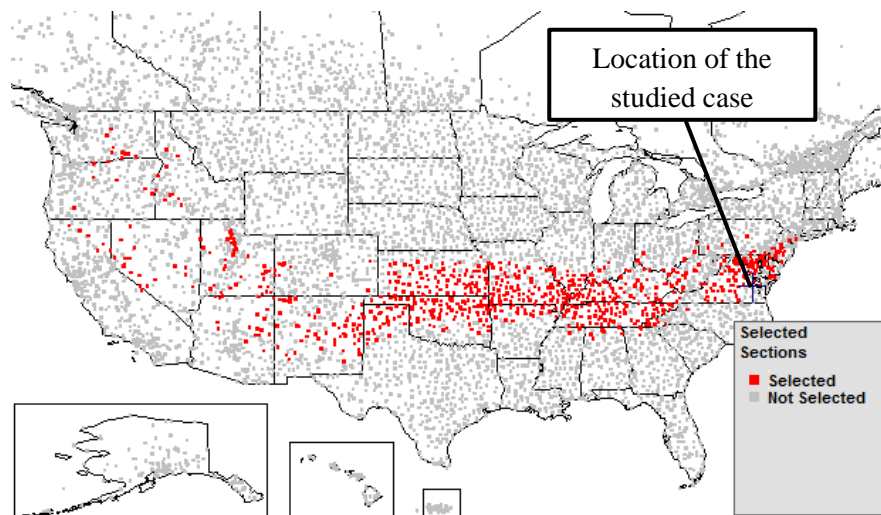 Location of the
studied case
Selected
Sections
Selected
Not Selected